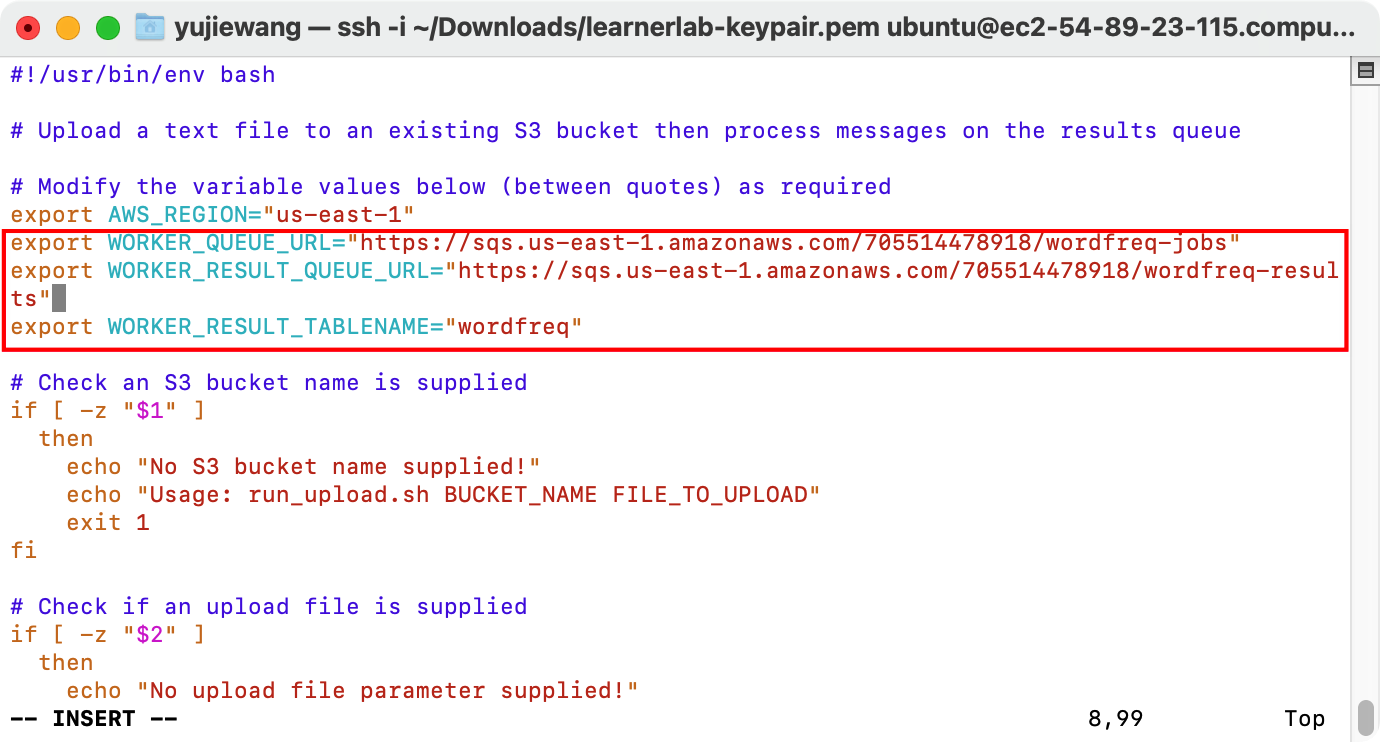 yujiewang — ssh -i ~/Downloads/learnerlab-keypair.pem ubuntu@ec2-54-89-23-115.compu...
#!/usr/bin/env bash
# Upload a text file to an existing S3 bucket then process messages on the results queue
# Modify the variable values below (between quotes) as required
export AWS_REGION="us-east-1"
export WORKER_QUEUE_URL="https://sqs.us-east-1.amazonaws.com/705514478918/wordfreq-jobs"
export WORKER_RESULT_QUEUE_URL="https://sqs.us-east-1.amazonaws.com/705514478918/wordfreq-resul
ts"
export WORKER_RESULT_TABLENAME="wordfreq"
# Check an S3 bucket name is supplied
if [ -z "$1" ]
  then
    echo "No S3 bucket name supplied!"
    echo "Usage: run_upload.sh BUCKET_NAME FILE_TO_UPLOAD"
    exit 1
fi
# Check if an upload file is supplied
if [ -z "$2" ]
  then
    echo "No upload file parameter supplied!"
-- INSERT -- 8,99 Top